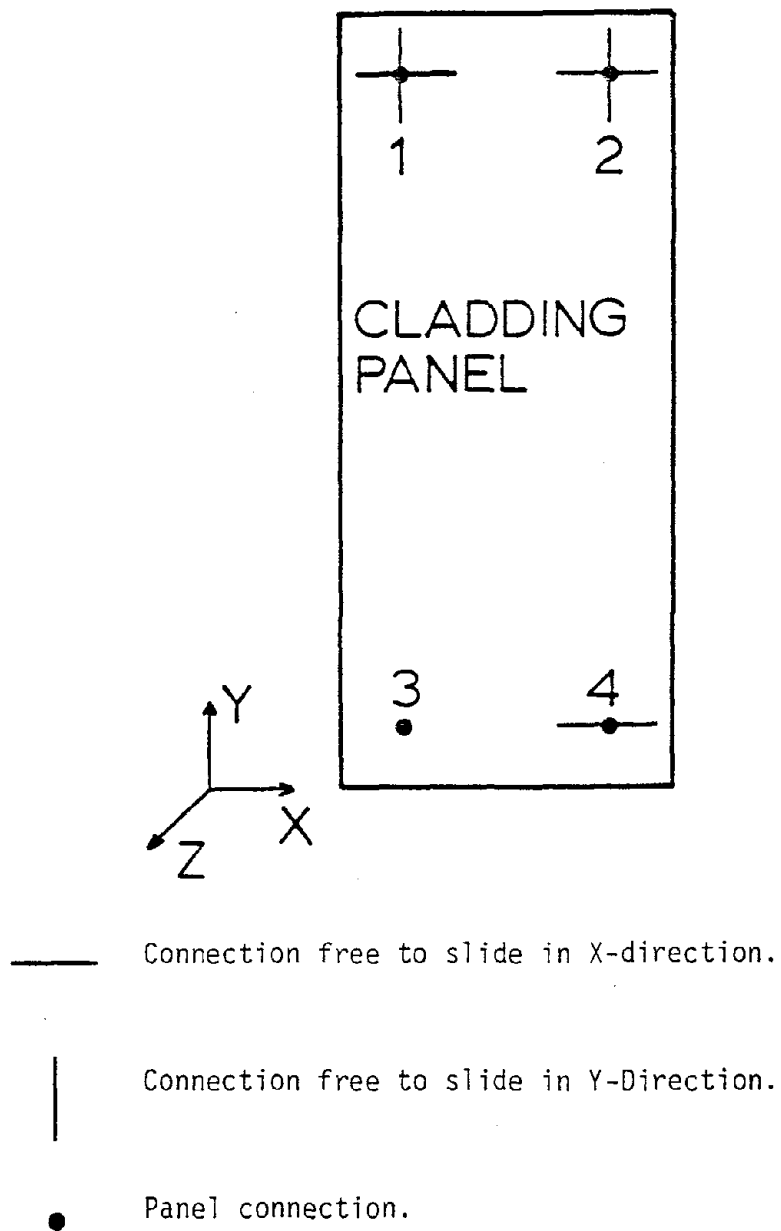 1 2
CLADDING
PANEL
3 4
Y
X
Z
Connection free to slide in X-direction.
Connection free to slide in Y-Direction.
Panel connection.